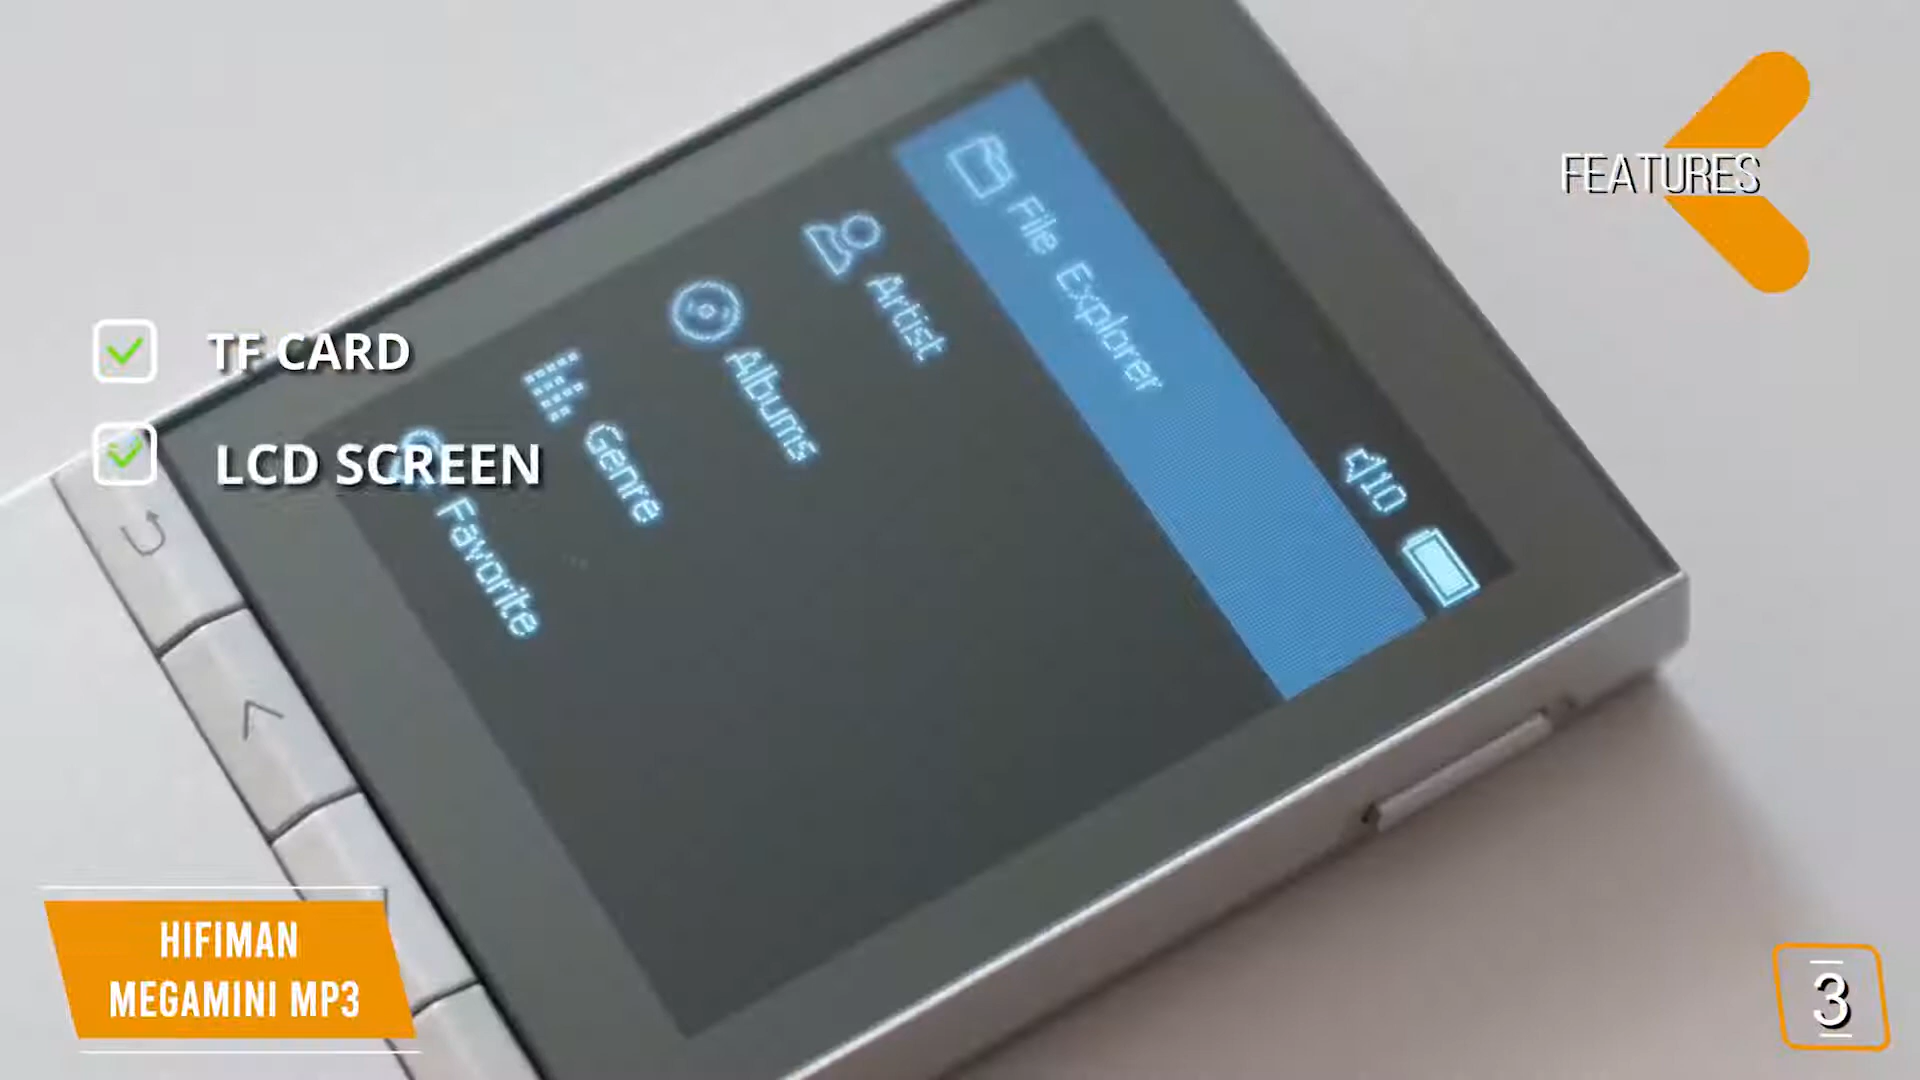 FEATURES
TF CARD
LCD SCREEN
10
File Explorer
Artist
Albums
Genre
Favorite
HIFIMAN
MEGAMINI MP3
3